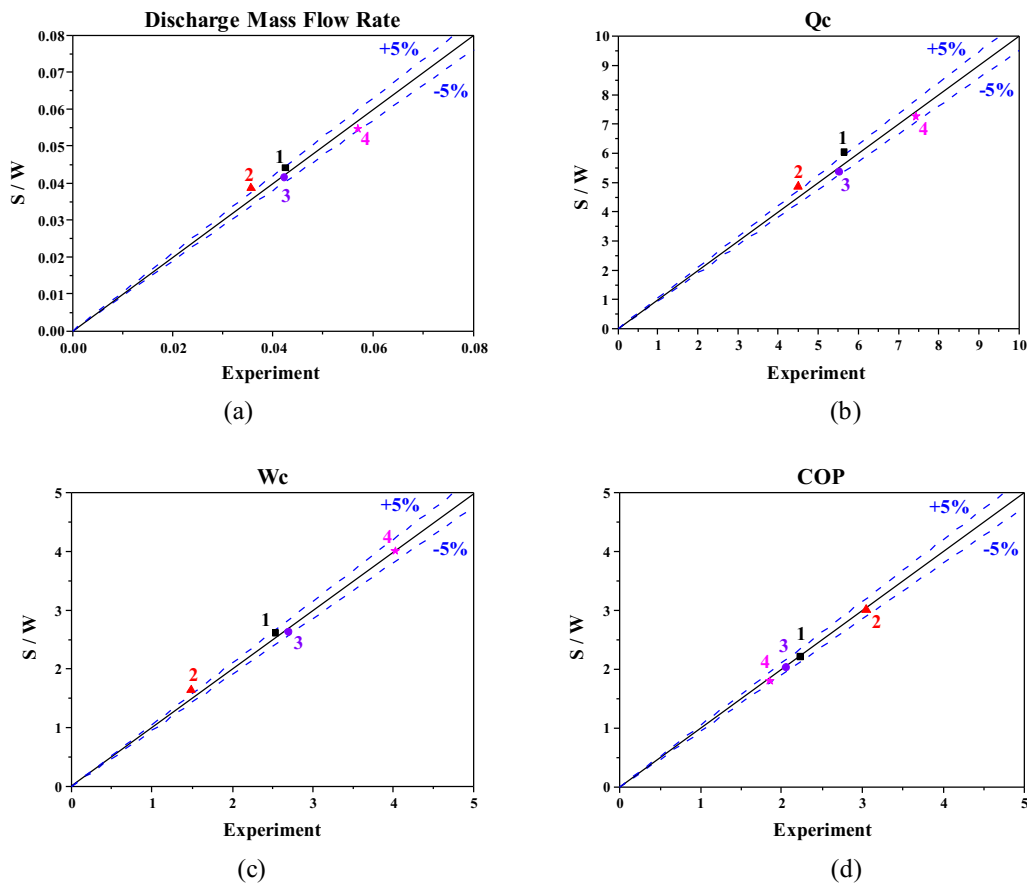 Discharge Mass Flow Rate
0.08
0.07
0.06
0.05
0.04
0.03
0.02
0.01
0.00
S / W
+5%
-5%
1
2
3
4
0.00 0.02 0.04 0.06 0.08
Experiment
(a)
Qc
10
9
8
7
6
5
4
3
2
1
0
S / W
+5%
-5%
1
2
3
4
0 1 2 3 4 5 6 7 8 9 10
Experiment
(b)
Wc
5
4
3
2
1
0
S / W
+5%
-5%
4
1
3
2
0 1 2 3 4 5
Experiment
(c)
COP
5
4
3
2
1
0
S / W
+5%
-5%
1
2
3
4
0 1 2 3 4 5
Experiment
(d)